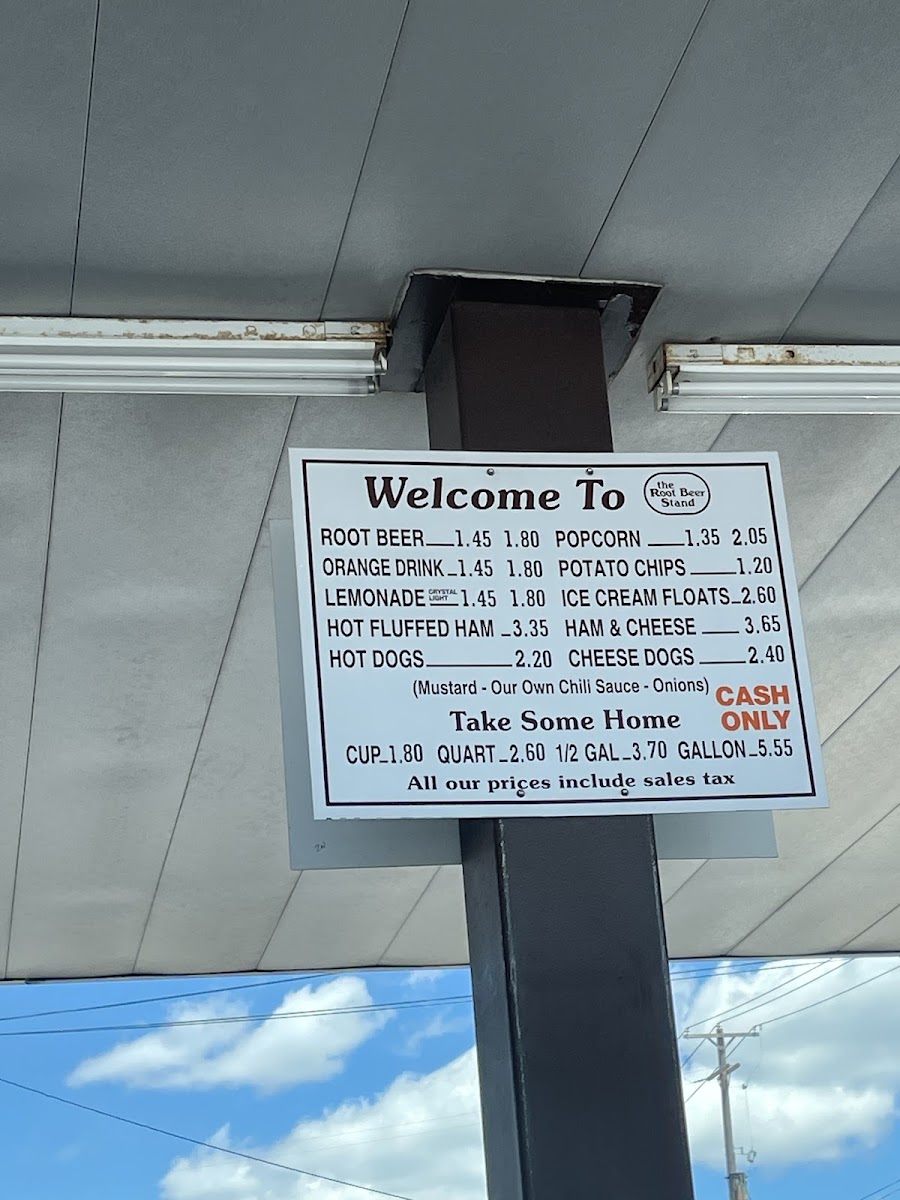 Welcome To the Root Beer Stand
ROOT BEER 1.45 1.80 POPCORN 1.35 2.05
ORANGE DRINK 1.45 1.80 POTATO CHIPS 1.20
LEMONADE CRYSTAL LIGHT 1.45 1.80 ICE CREAM FLOATS 2.60
HOT FLUFFED HAM 3.35 HAM & CHEESE 3.65
HOT DOGS 2.20 CHEESE DOGS 2.40
(Mustard - Our Own Chili Sauce - Onions)
CASH ONLY
Take Some Home
CUP 1.80 QUART 2.60 1/2 GAL 3.70 GALLON 5.55
All our prices include sales tax